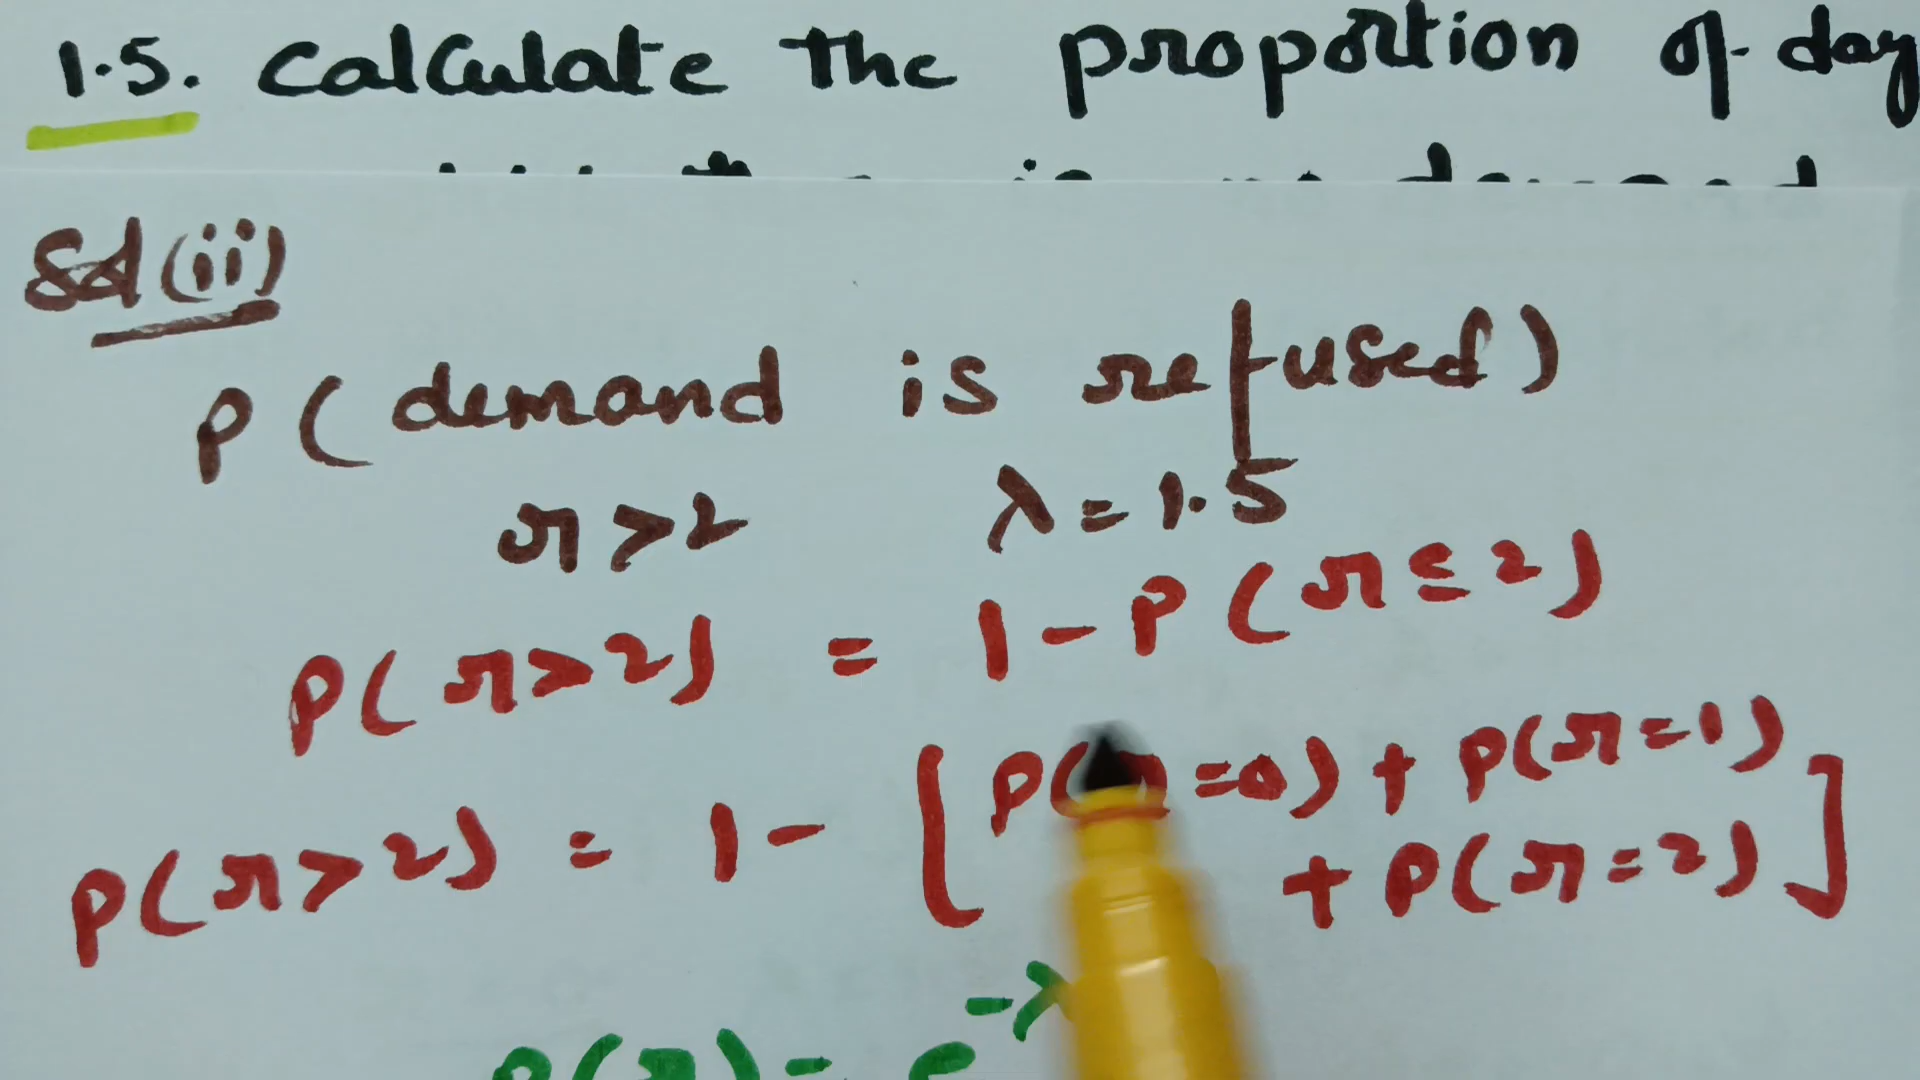 1.5. Calculate the proportion of day
Sol (ii)
P ( demand is refused )
r > 2 λ = 1.5
P( r > 2 ) = 1 - P ( r ≤ 2 )
P( r > 2 ) = 1 - [ P( r = 0 ) + P( r = 1 )
+ P( r = 2 ) ]
P(r) = e^-λ